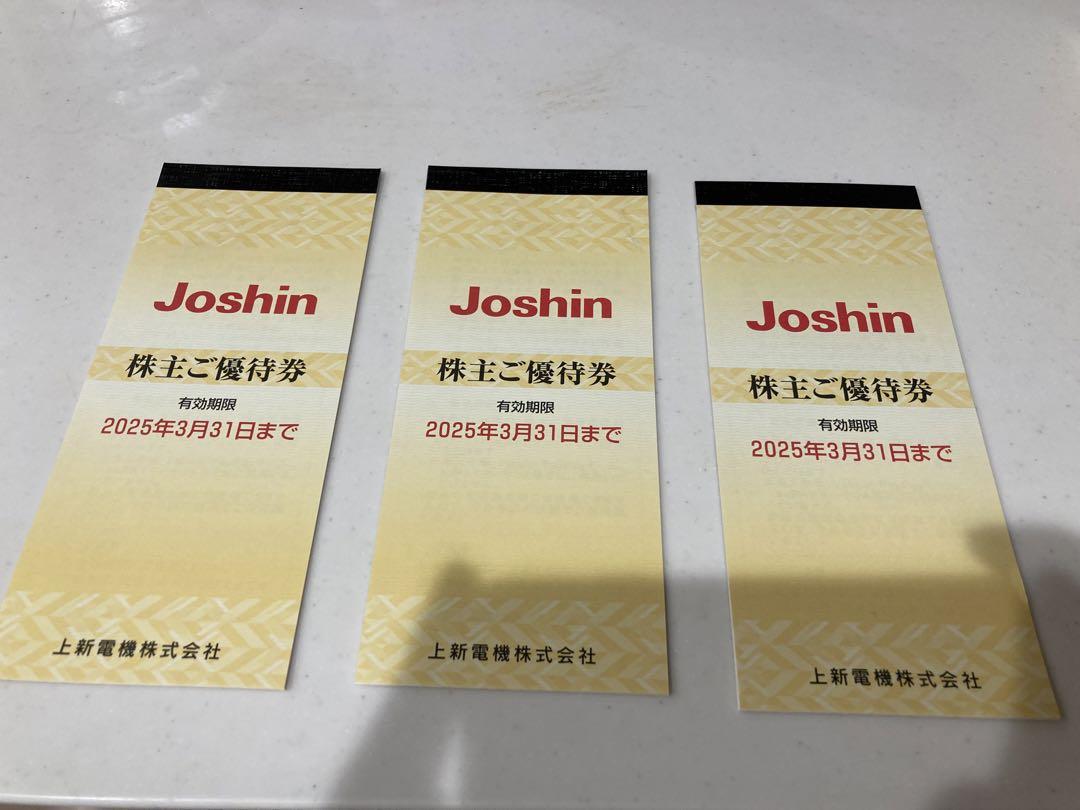 Joshin
株主ご優待券
有効期限
2025年3月31日まで
上新電機株式会社
Joshin
株主ご優待券
有効期限
2025年3月31日まで
上新電機株式会社
Joshin
株主ご優待券
有効期限
2025年3月31日まで
上新電機株式会社